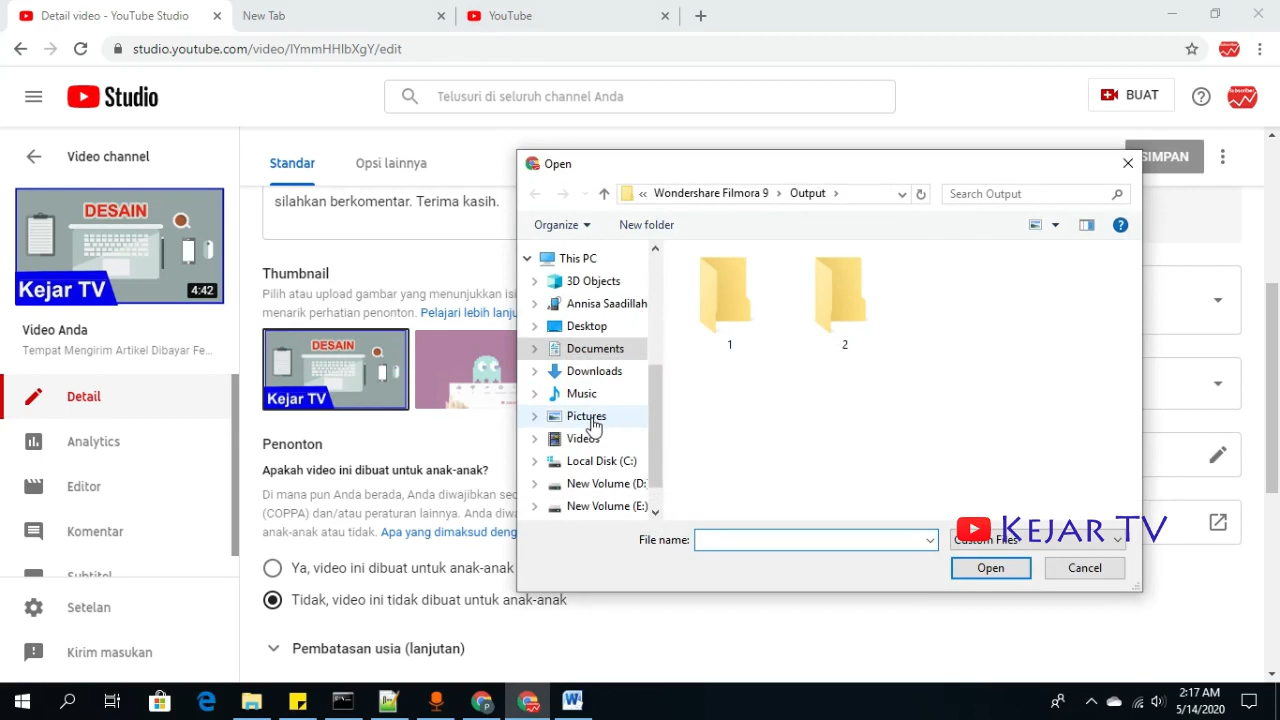 Detail video - YouTube Studio
New Tab
YouTube
studio.youtube.com/video/lYmmHHlbXgY/edit
Studio
Telusuri di seluruh channel Anda
BUAT
Video channel
Standar
Opsi lainnya
SIMPAN
DESAIN
Kejar TV
4:42
Video Anda
Tempat Mengirim Artikel Dibayar Fe...
Detail
Analytics
Editor
Komentar
Subtitel
Setelan
Kirim masukan
silahkan berkomentar. Terima kasih.
Thumbnail
Pilih atau upload gambar yang menunjukkan isi
menarik perhatian penonton. Pelajari lebih lanju
DESAIN
Kejar TV
Penonton
Apakah video ini dibuat untuk anak-anak?
Di mana pun Anda berada, Anda diwajibkan sec
(COPPA) dan/atau peraturan lainnya. Anda diwa
anak-anak atau tidak. Apa yang dimaksud deng
Ya, video ini dibuat untuk anak-anak
Tidak, video ini tidak dibuat untuk anak-anak
Pembatasan usia (lanjutan)
Open
« Wondershare Filmora 9 > Output >
Search Output
Organize
New folder
This PC
3D Objects
Annisa Saadillah
Desktop
Documents
Downloads
Music
Pictures
Videos
Local Disk (C:)
New Volume (D:
New Volume (E:)
1
2
File name:
Custom Files
KEJAR TV
Open
Cancel
2:17 AM
5/14/2020